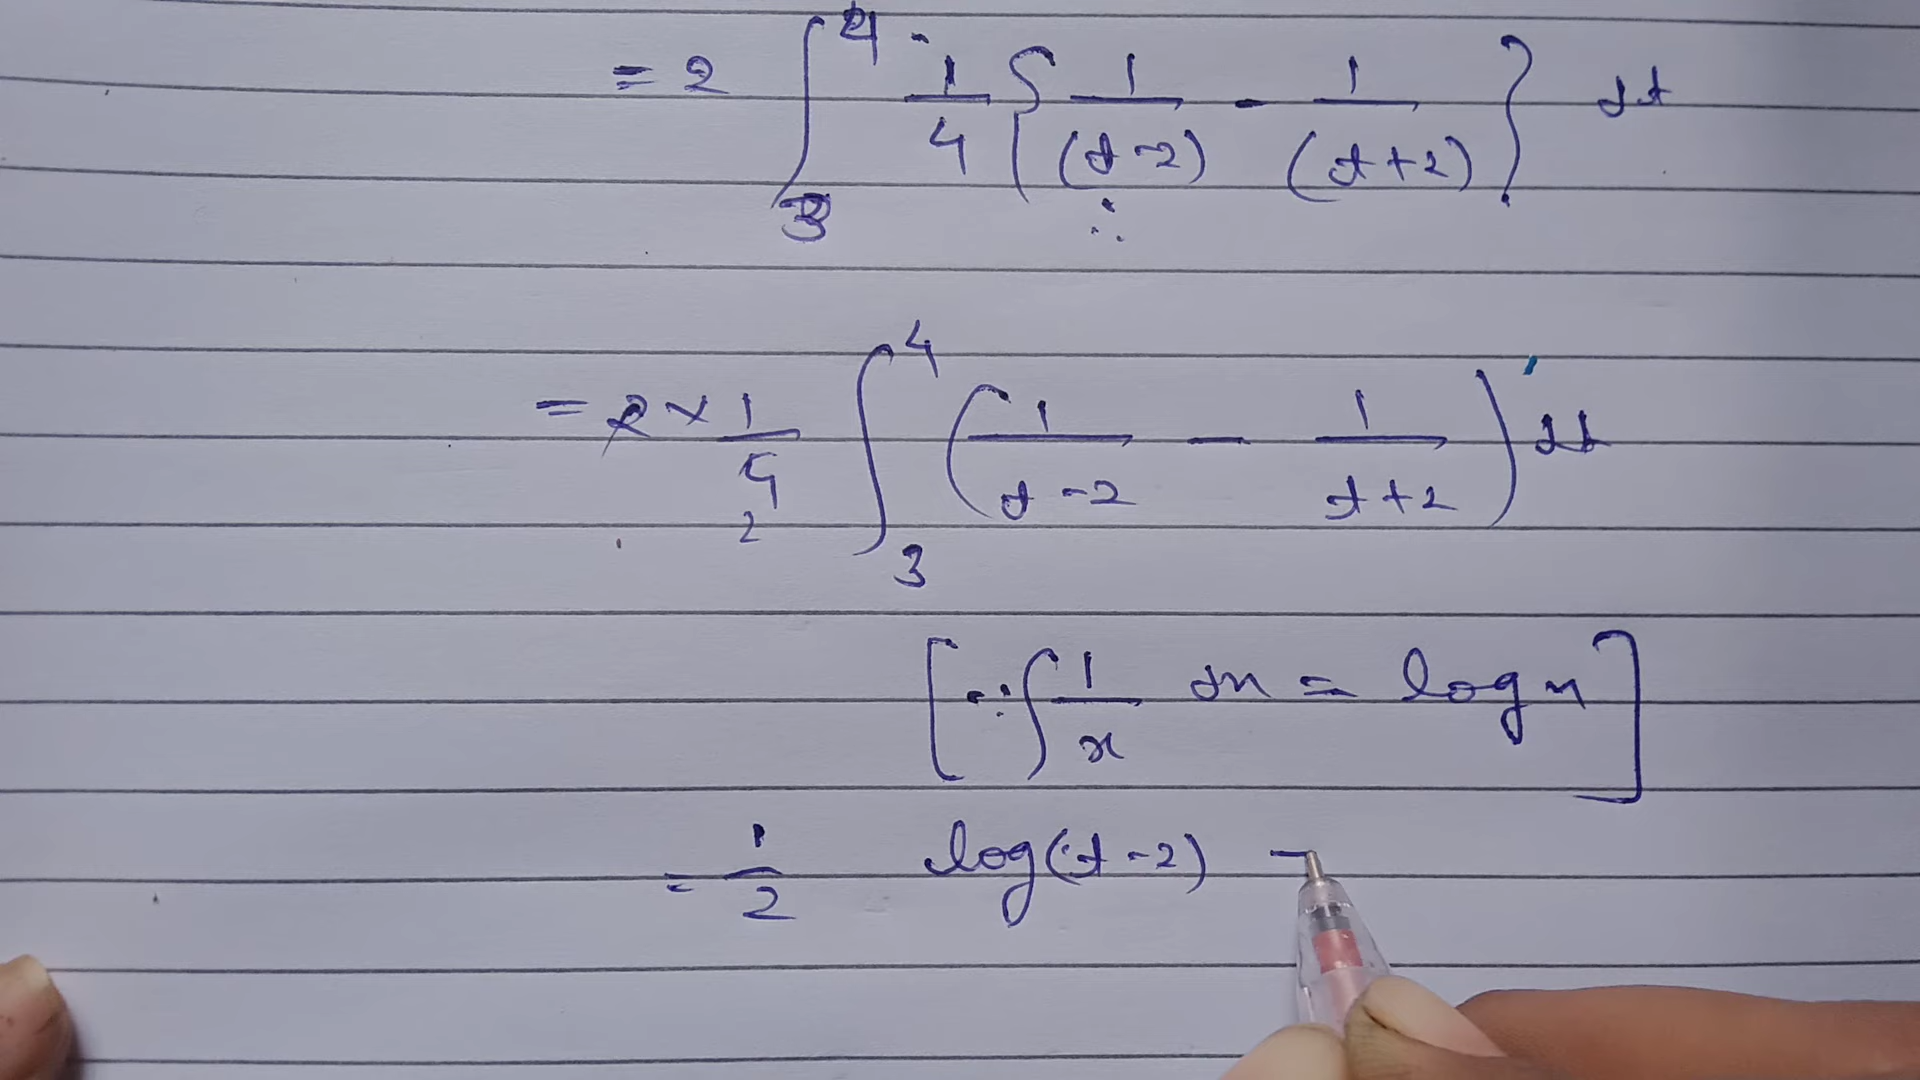 = 2 ∫₃⁴ 1/4 { 1/(t-2) - 1/(t+2) } dt
= 2 × 1/4 2 ∫₃⁴ ( 1/t-2 - 1/t+2 ) dt
[ ∵ ∫ 1/x dx = log x ]
= 1/2 log(t-2) -